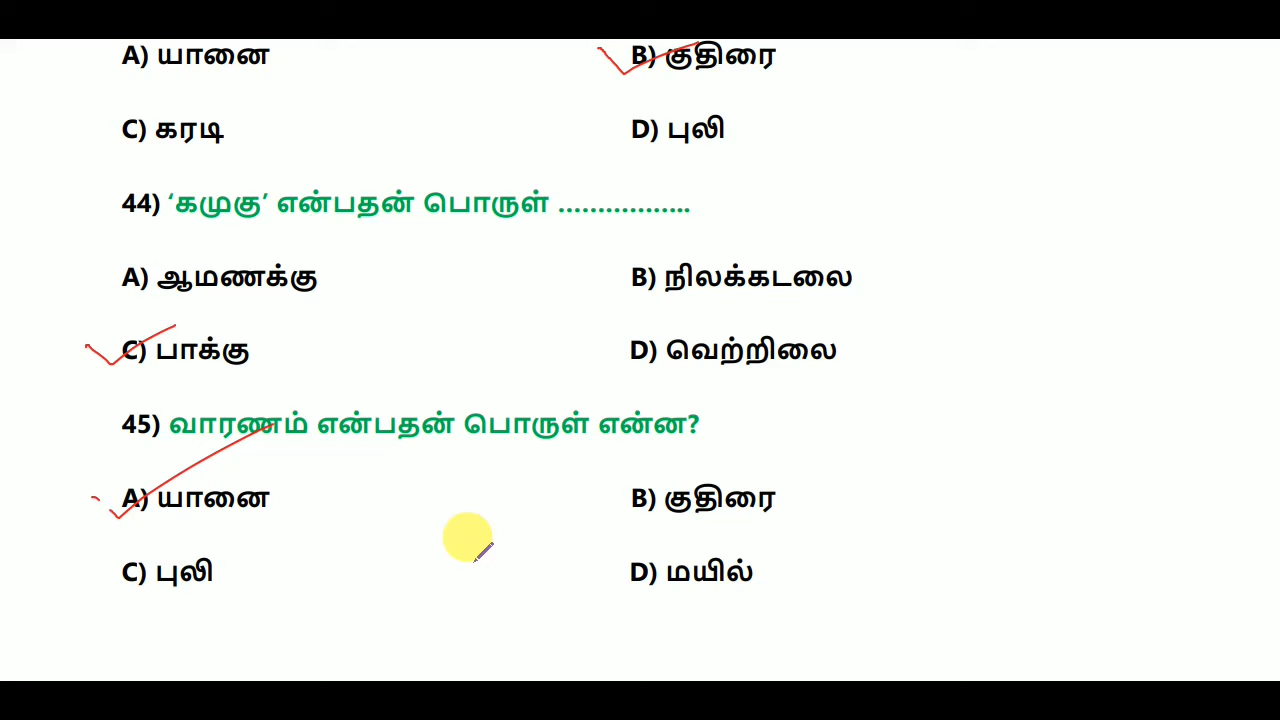 A) யானை B) குதிரை
C) கரடி D) புலி
44) ‘கமுகு’ என்பதன் பொருள் .................
A) ஆமணக்கு B) நிலக்கடலை
C) பாக்கு D) வெற்றிலை
45) வாரணம் என்பதன் பொருள் என்ன?
A) யானை B) குதிரை
C) புலி D) மயில்